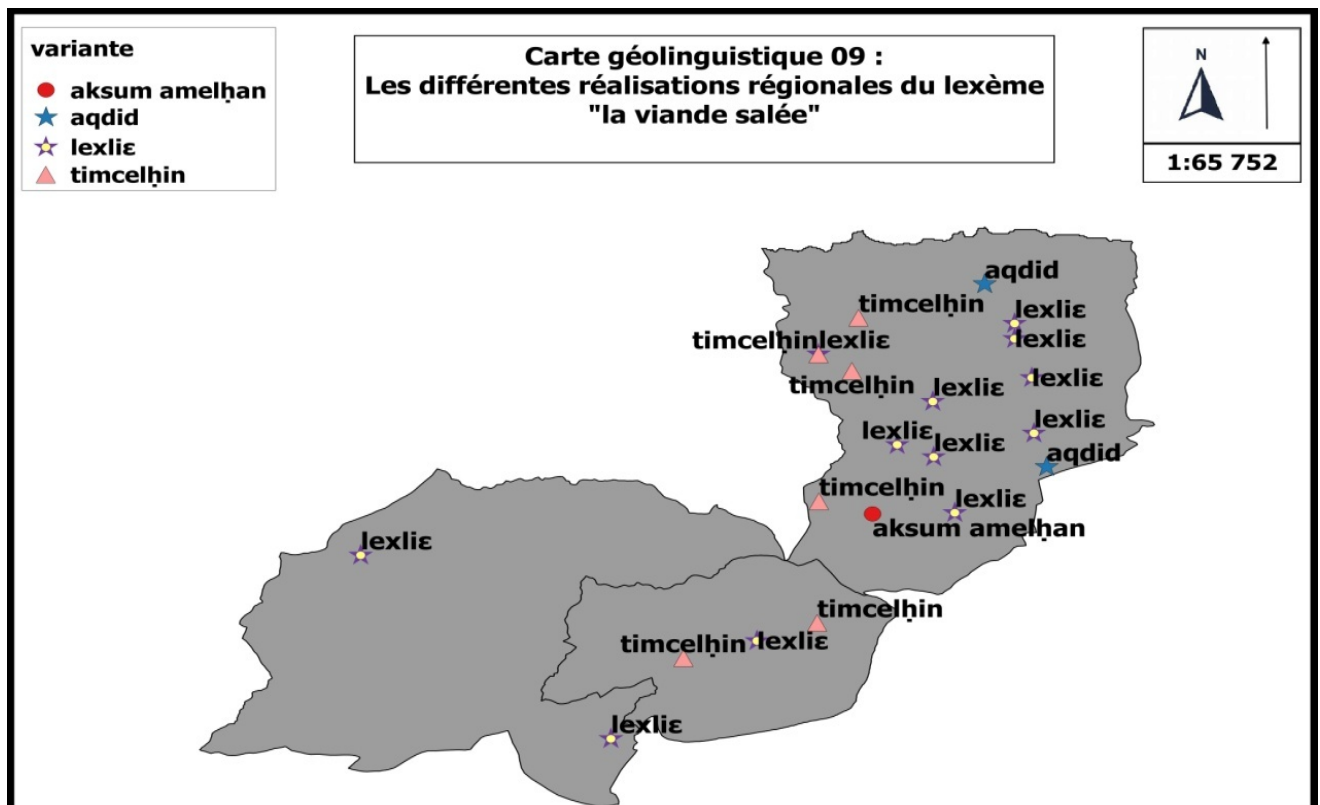 variante
aksum amelḥan
aqdid
lexliɛ
timcelḥin
Carte géolinguistique 09 :
Les différentes réalisations régionales du lexème
"la viande salée"
N
1:65 752
aqdid
timcelḥin
lexliɛ
lexliɛ
timcelḥinlexliɛ
timcelḥin
lexliɛ
lexliɛ
lexliɛ
lexliɛ
lexliɛ
aqdid
timcelḥin
lexliɛ
aksum amelḥan
lexliɛ
timcelḥin
timcelḥin
lexliɛ
lexliɛ